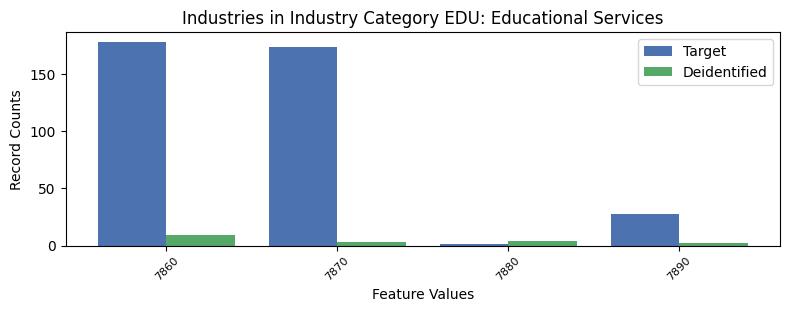 Industries in Industry Category EDU: Educational Services
Target
Deidentified
Record Counts
150
100
50
0
7860
7870
7880
7890
Feature Values